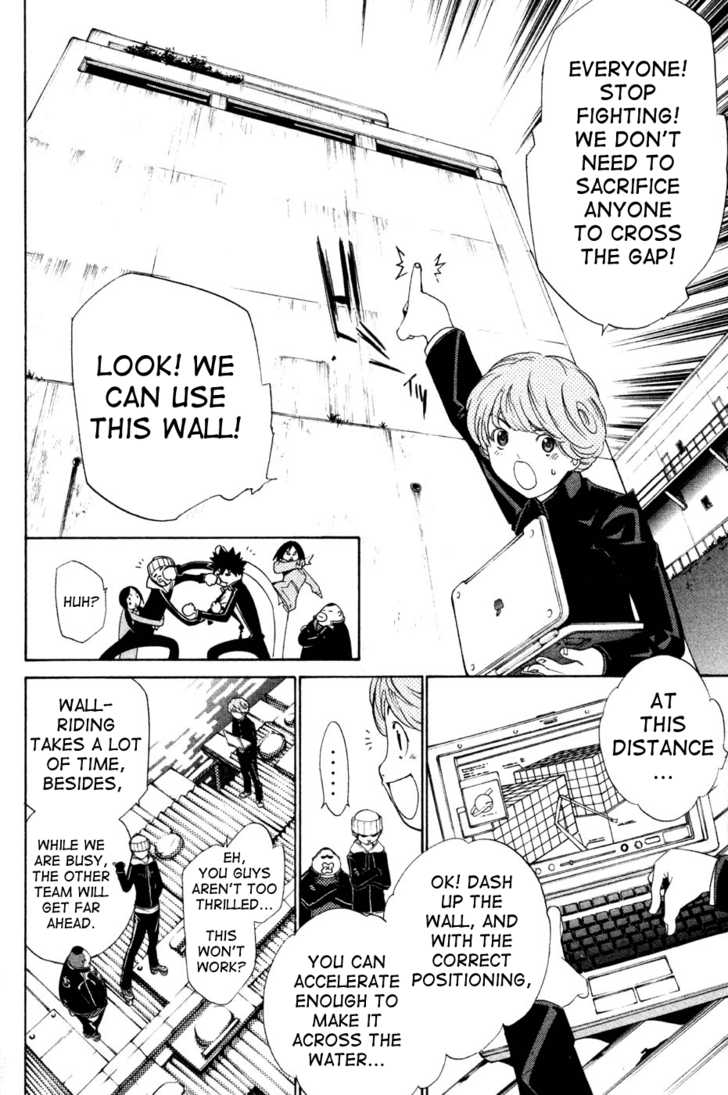 EVERYONE!
STOP
FIGHTING!
WE DON'T
NEED TO
SACRIFICE
ANYONE
TO CROSS
THE GAP!
LOOK! WE
CAN USE
THIS WALL!
HUH?
AT
THIS
DISTANCE
...
OK! DASH
UP THE
WALL, AND
WITH THE
CORRECT
POSITIONING,
YOU CAN
ACCELERATE
ENOUGH TO
MAKE IT
ACROSS THE
WATER...
....
EH,
YOU GUYS
AREN'T TOO
THRILLED...
THIS
WON'T
WORK?
WALL-
RIDING
TAKES A LOT
OF TIME,
BESIDES,
WHILE WE
ARE BUSY,
THE OTHER
TEAM WILL
GET FAR
AHEAD.